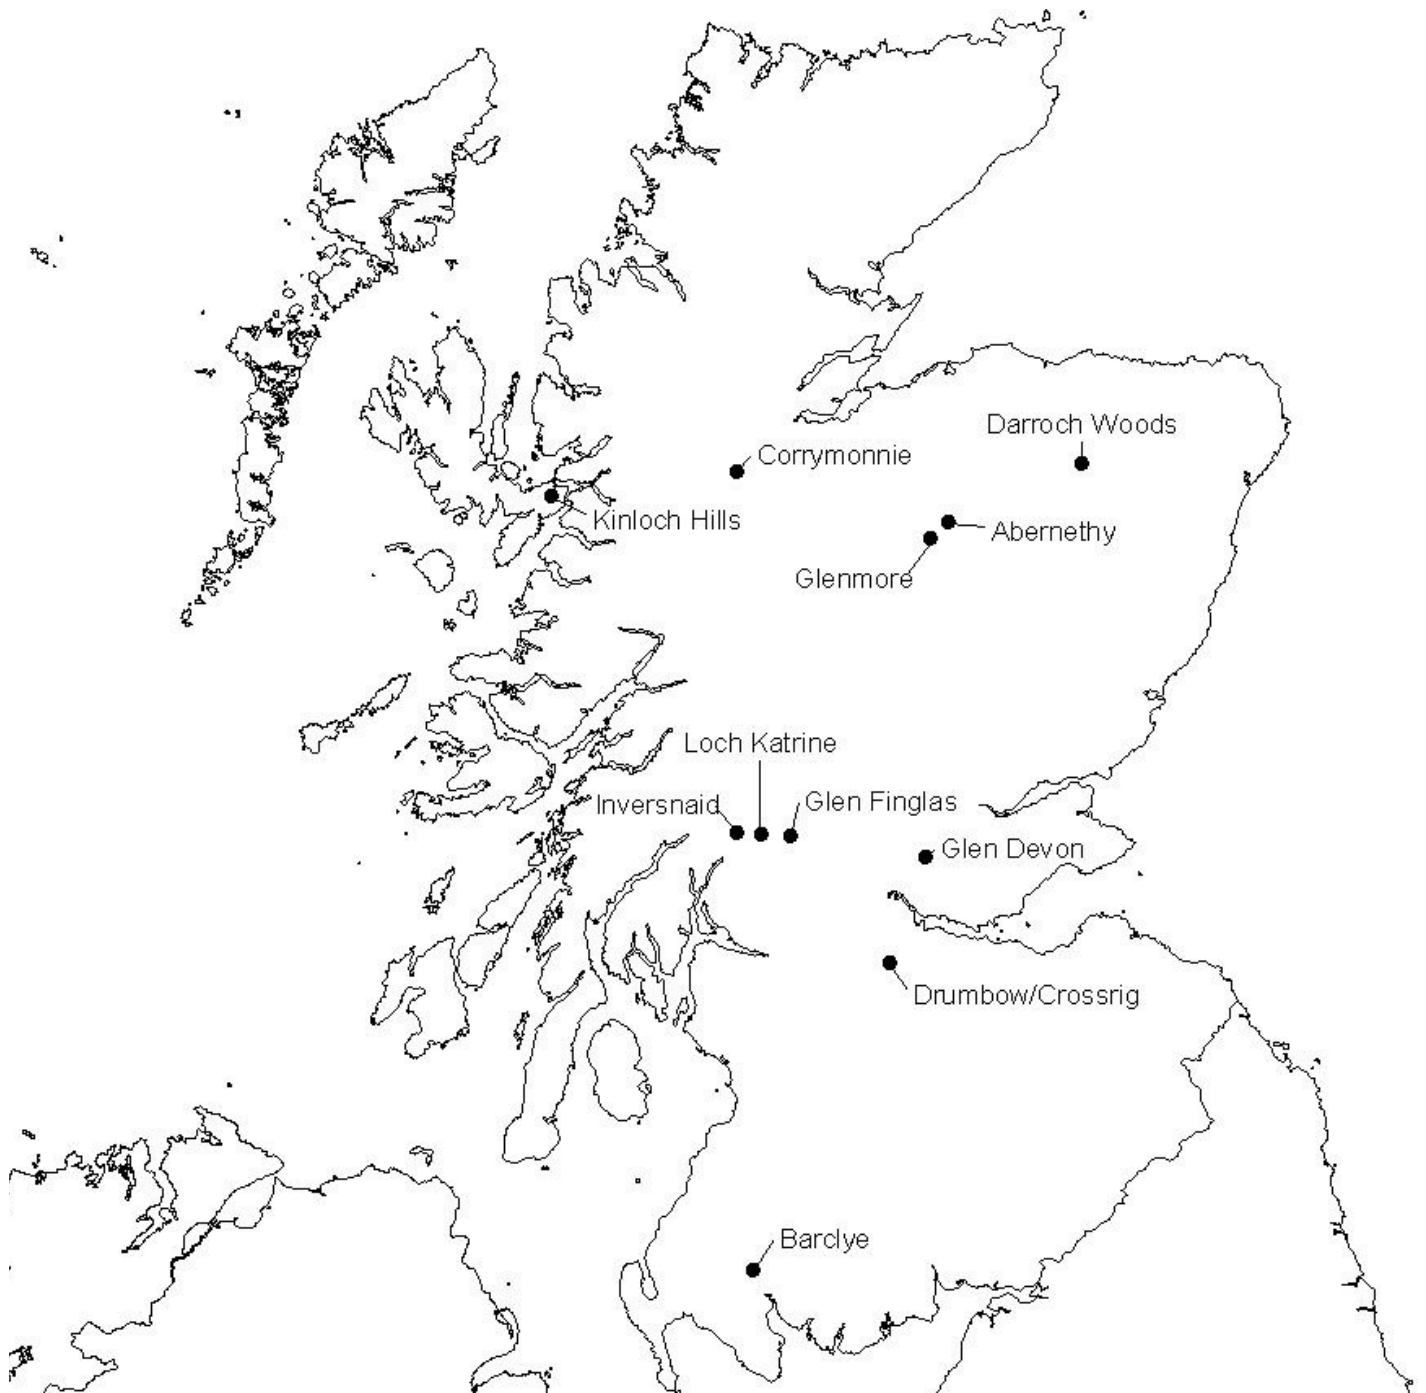 Darroch Woods
Corrymonnie
Kinloch Hills
Abernethy
Glenmore
Loch Katrine
Inversnaid
Glen Finglas
Glen Devon
Drumbow/Crossrig
Barclye